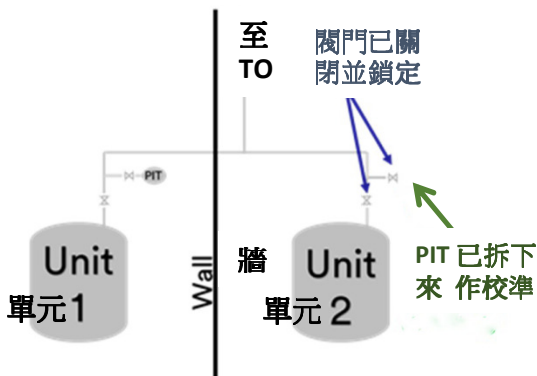 至
TO
閥門已關
閉並鎖定
PIT
Unit
單元1
Wall
牆
Unit
單元 2
PIT 已拆下
來 作校準